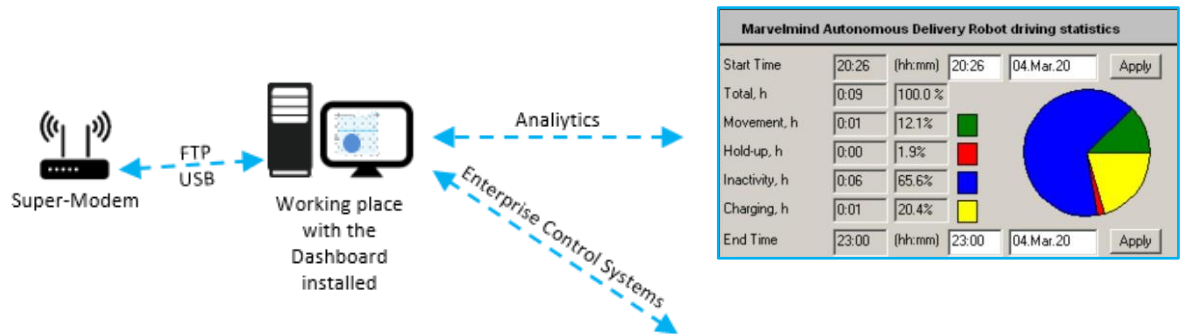 Super-Modem
FTP
USB
Working place
with the
Dashboard
installed
Analiytics
Enterprise Control Systems
Marvelmind Autonomous Delivery Robot driving statistics
Start Time 20:26 (hh:mm) 20:26 04.Mar.20 Apply
Total, h 0:09 100.0 %
Movement, h 0:01 12.1%
Hold-up, h 0:00 1.9%
Inactivity, h 0:06 65.6%
Charging, h 0:01 20.4%
End Time 23:00 (hh:mm) 23:00 04.Mar.20 Apply